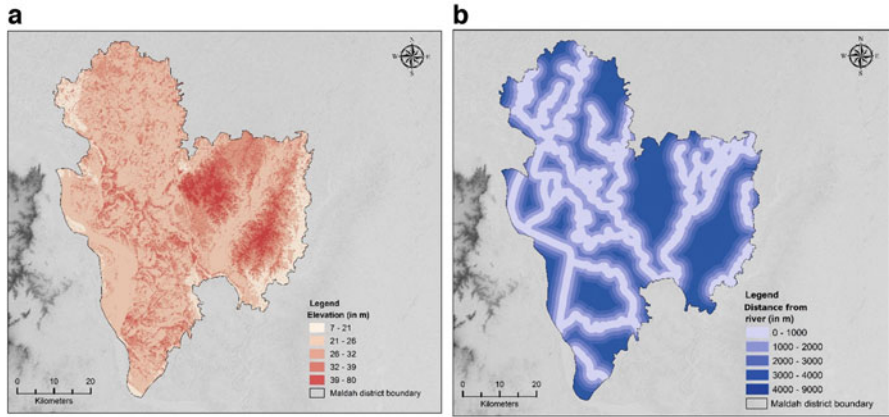 a
N
W E
S
Legend
Elevation (in m)
7 - 21
21 - 26
26 - 32
32 - 39
39 - 80
Maldah district boundary
0 10 20
Kilometers
b
N
W E
S
Legend
Distance from
river (in m)
0 - 1000
1000 - 2000
2000 - 3000
3000 - 4000
4000 - 9000
Maldah district boundary
0 10 20
Kilometers